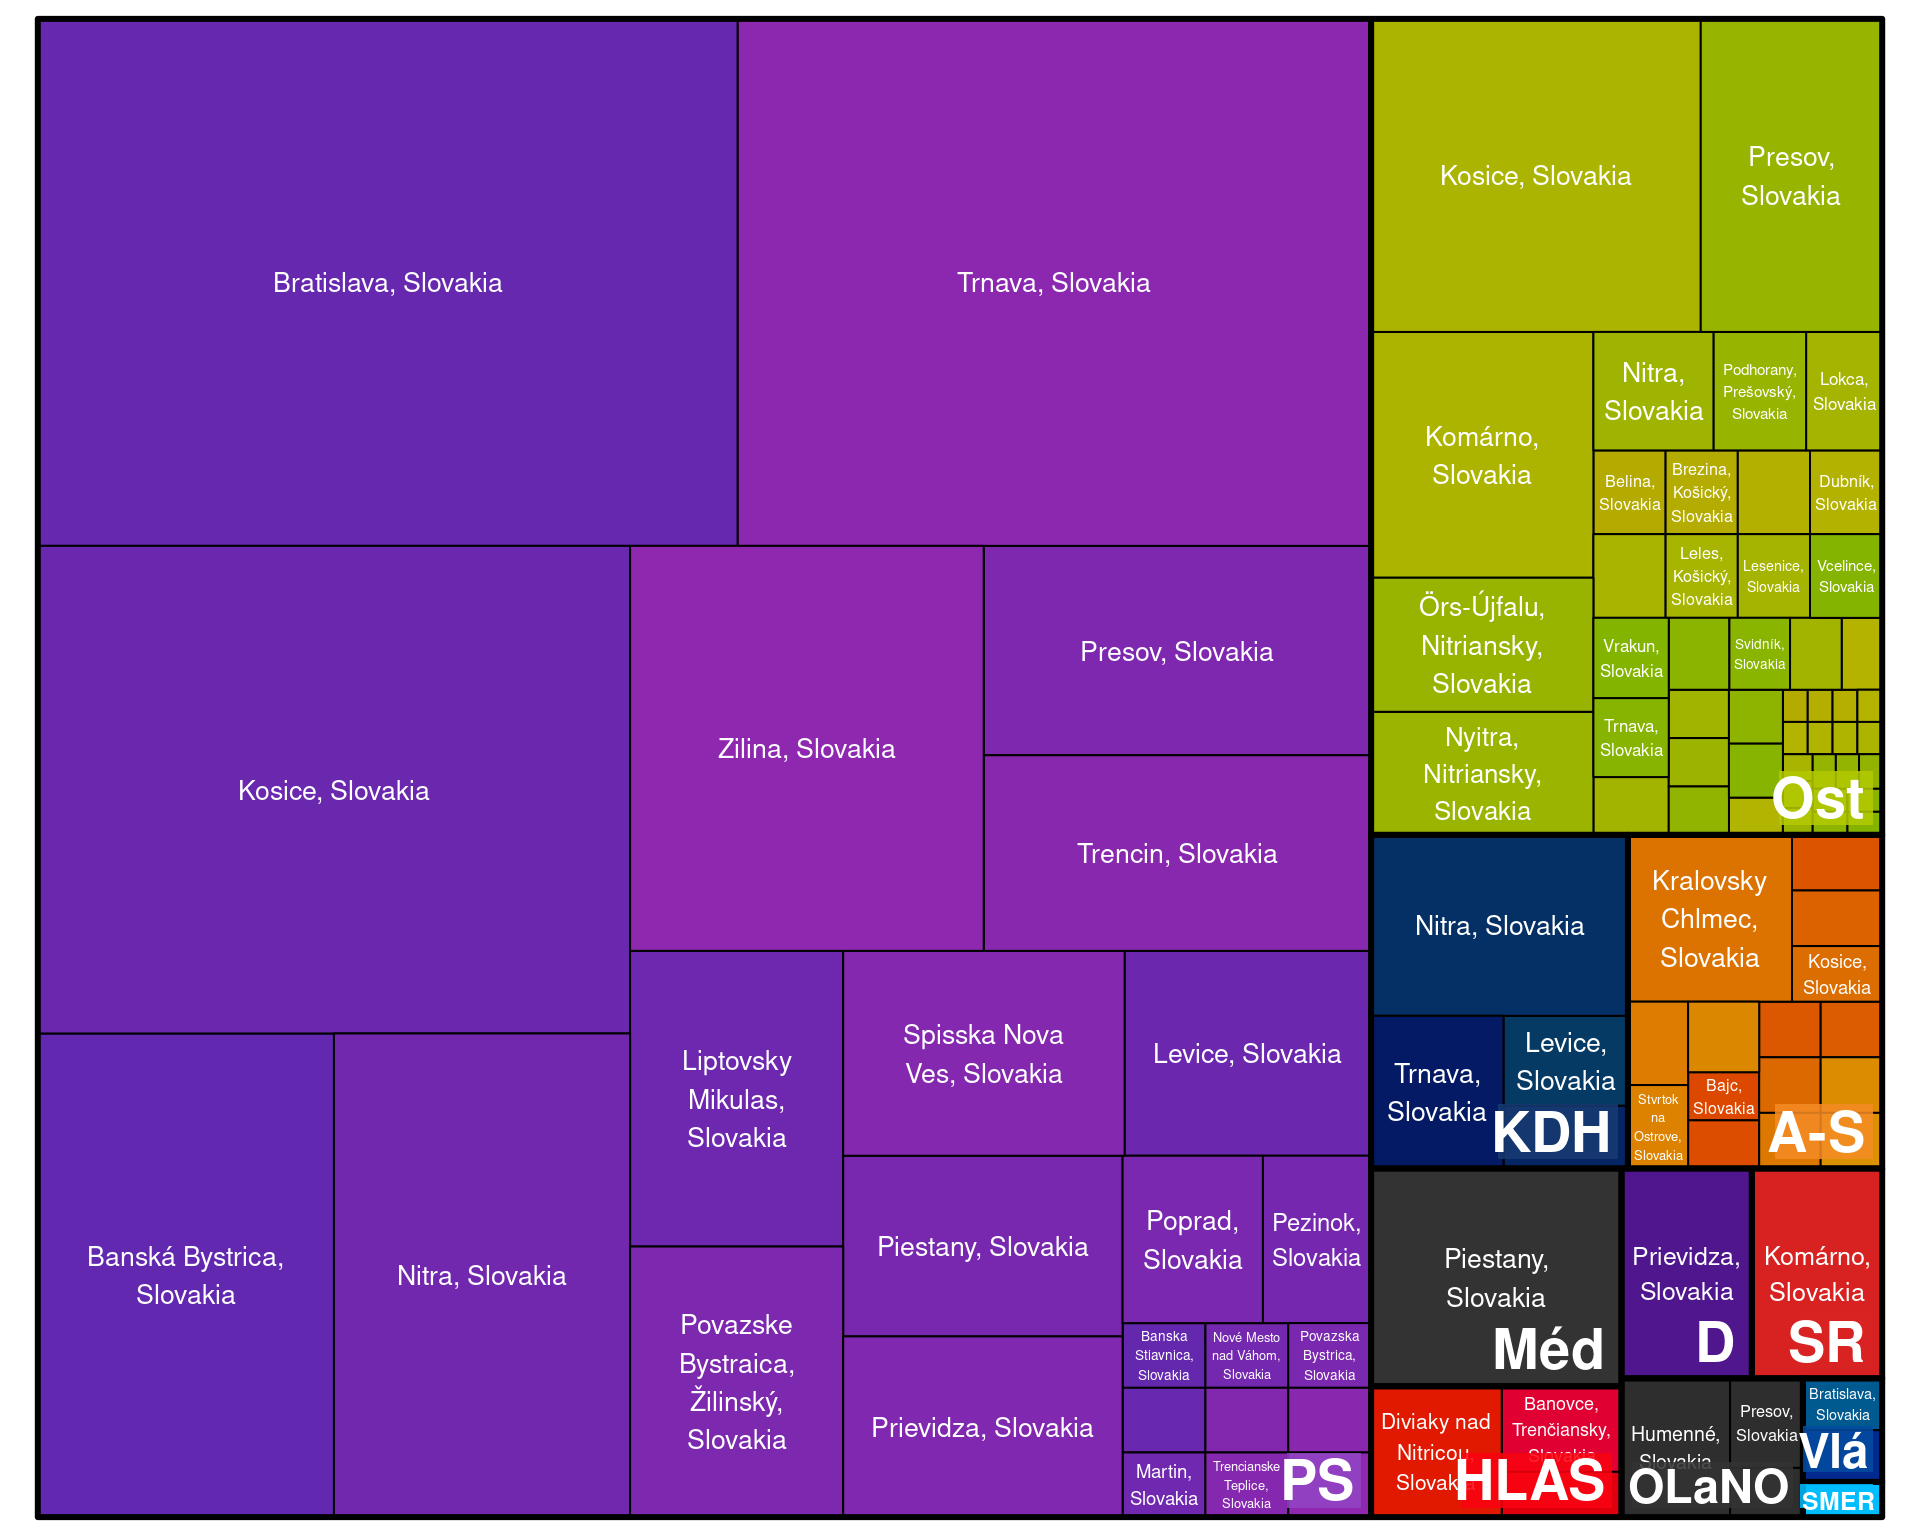 Bratislava, Slovakia
Trnava, Slovakia
Kosice, Slovakia
Zilina, Slovakia
Presov, Slovakia
Trencin, Slovakia
Banská Bystrica,
Slovakia
Nitra, Slovakia
Liptovsky
Mikulas,
Slovakia
Povazske
Bystraica,
Žilinský,
Slovakia
Spisska Nova
Ves, Slovakia
Levice, Slovakia
Piestany, Slovakia
Prievidza, Slovakia
Poprad,
Slovakia
Pezinok,
Slovakia
Banska
Stiavnica,
Slovakia
Nové Mesto
nad Váhom,
Slovakia
Povazska
Bystrica,
Slovakia
Martin,
Slovakia
Trencianske
Teplice,
Slovakia
PS
Kosice, Slovakia
Presov,
Slovakia
Komárno,
Slovakia
Örs-Újfalu,
Nitriansky,
Slovakia
Nyitra,
Nitriansky,
Slovakia
Nitra,
Slovakia
Podhorany,
Prešovský,
Slovakia
Lokca,
Slovakia
Belina,
Slovakia
Brezina,
Košický,
Slovakia
Dubník,
Slovakia
Leles,
Košický,
Slovakia
Lesenice,
Slovakia
Vcelince,
Slovakia
Vrakun,
Slovakia
Svidník,
Slovakia
Trnava,
Slovakia
Ost
Nitra, Slovakia
Trnava,
Slovakia
Levice,
Slovakia
KDH
Kralovsky
Chlmec,
Slovakia
Kosice,
Slovakia
Stvrtok
na
Ostrove,
Slovakia
Bajc,
Slovakia
A-S
Piestany,
Slovakia
Méd
Prievidza,
Slovakia
D
Komárno,
Slovakia
SR
Diviaky nad
Nitricou,
Slovakia
Banovce,
Trenčiansky,
Slovakia
HLAS
Humenné,
Slovakia
Presov,
Slovakia
OLaNO
Bratislava,
Slovakia
Vlá
SMER